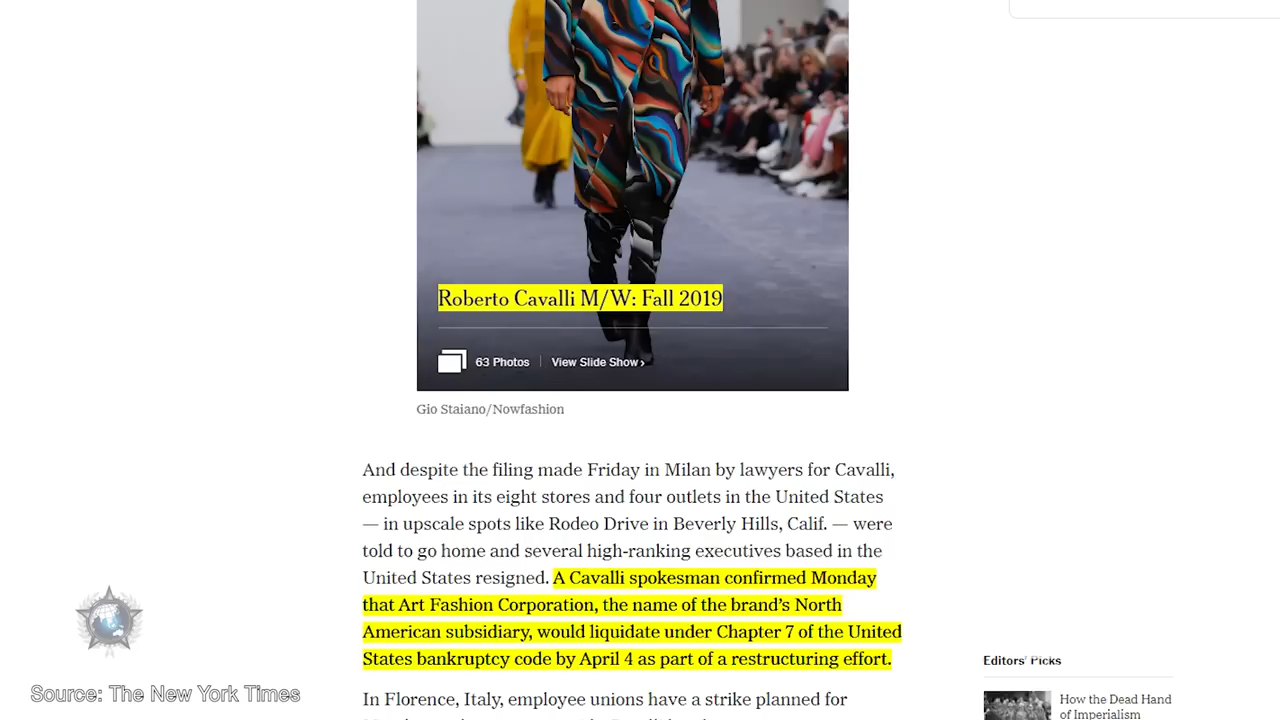 Roberto Cavalli M/W: Fall 2019
63 Photos
View Slide Show ›
Gio Staiano/Nowfashion
And despite the filing made Friday in Milan by lawyers for Cavalli,
employees in its eight stores and four outlets in the United States
— in upscale spots like Rodeo Drive in Beverly Hills, Calif. — were
told to go home and several high-ranking executives based in the
United States resigned. A Cavalli spokesman confirmed Monday
that Art Fashion Corporation, the name of the brand’s North
American subsidiary, would liquidate under Chapter 7 of the United
States bankruptcy code by April 4 as part of a restructuring effort.
In Florence, Italy, employee unions have a strike planned for
Editors’ Picks
How the Dead Hand
of Imperialism
Source: The New York Times